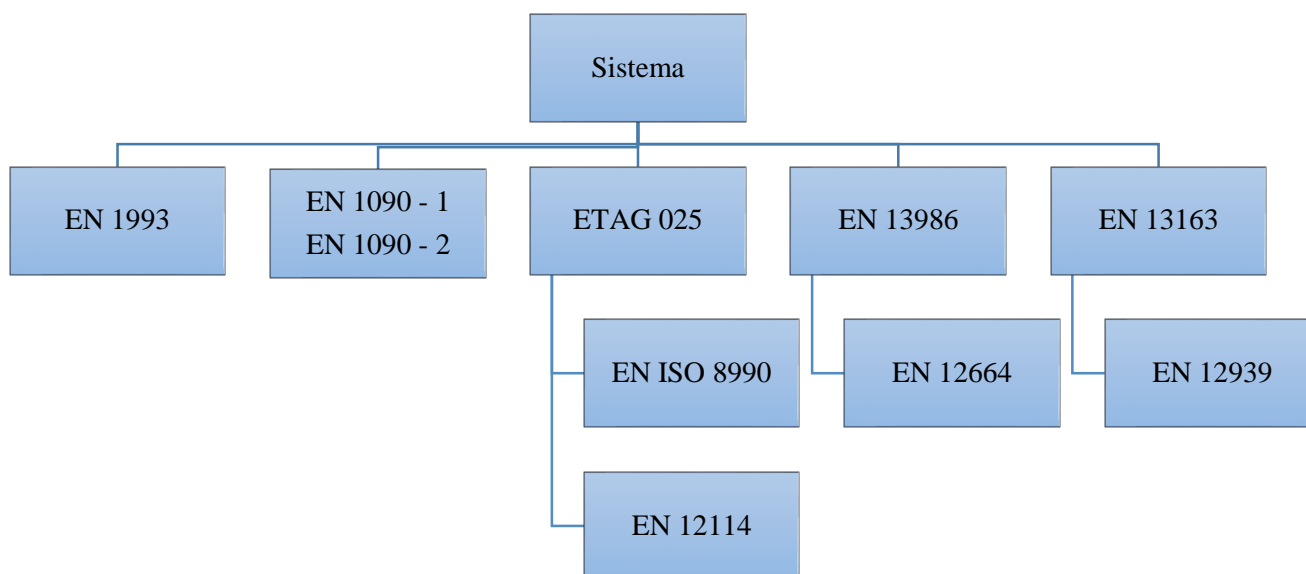 Sistema
EN 1993
EN 1090 - 1
EN 1090 - 2
ETAG 025
EN 13986
EN 13163
EN ISO 8990
EN 12664
EN 12939
EN 12114